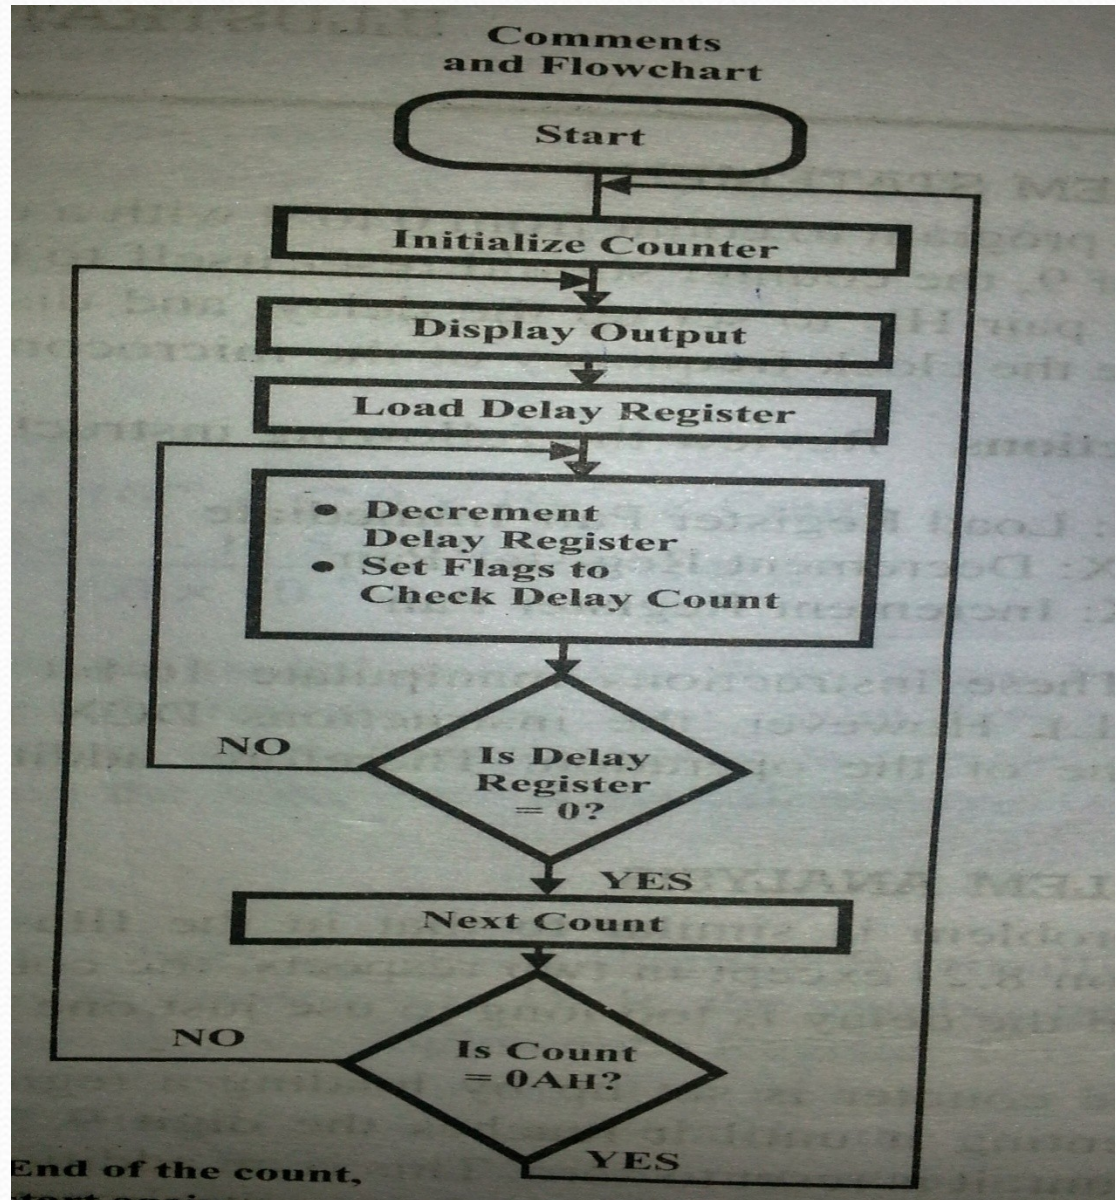 Comments
and Flowchart
Start
Initialize Counter
Display Output
Load Delay Register
• Decrement
Delay Register
• Set Flags to
Check Delay Count
NO
Is Delay
Register
= 0?
YES
Next Count
NO
Is Count
= 0AH?
YES
End of the count,